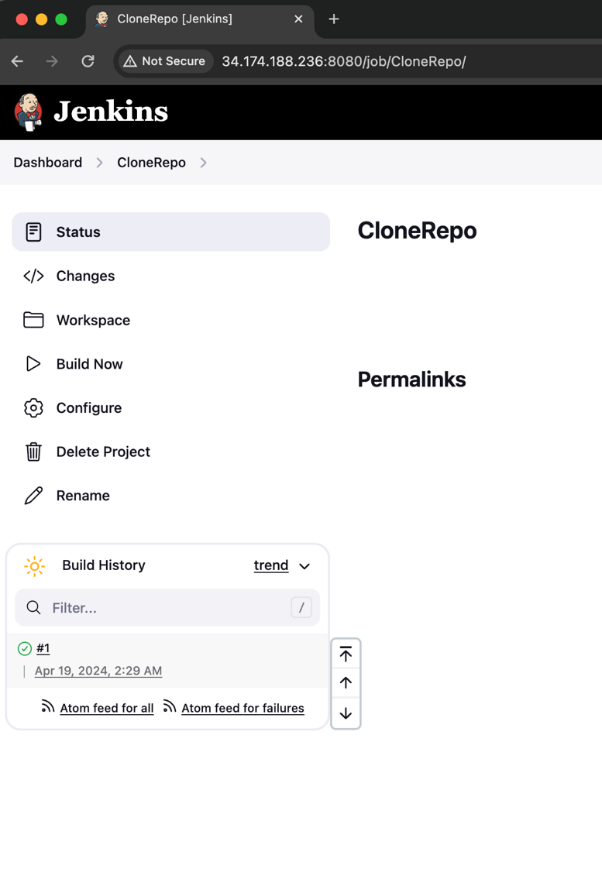 CloneRepo [Jenkins]
Not Secure 34.174.188.236:8080/job/CloneRepo/
Jenkins
Dashboard CloneRepo
Status
CloneRepo
Changes
Workspace
Build Now
Permalinks
Configure
Delete Project
Rename
Build History trend
Filter... /
#1
| Apr 19, 2024, 2:29 AM
Atom feed for all Atom feed for failures